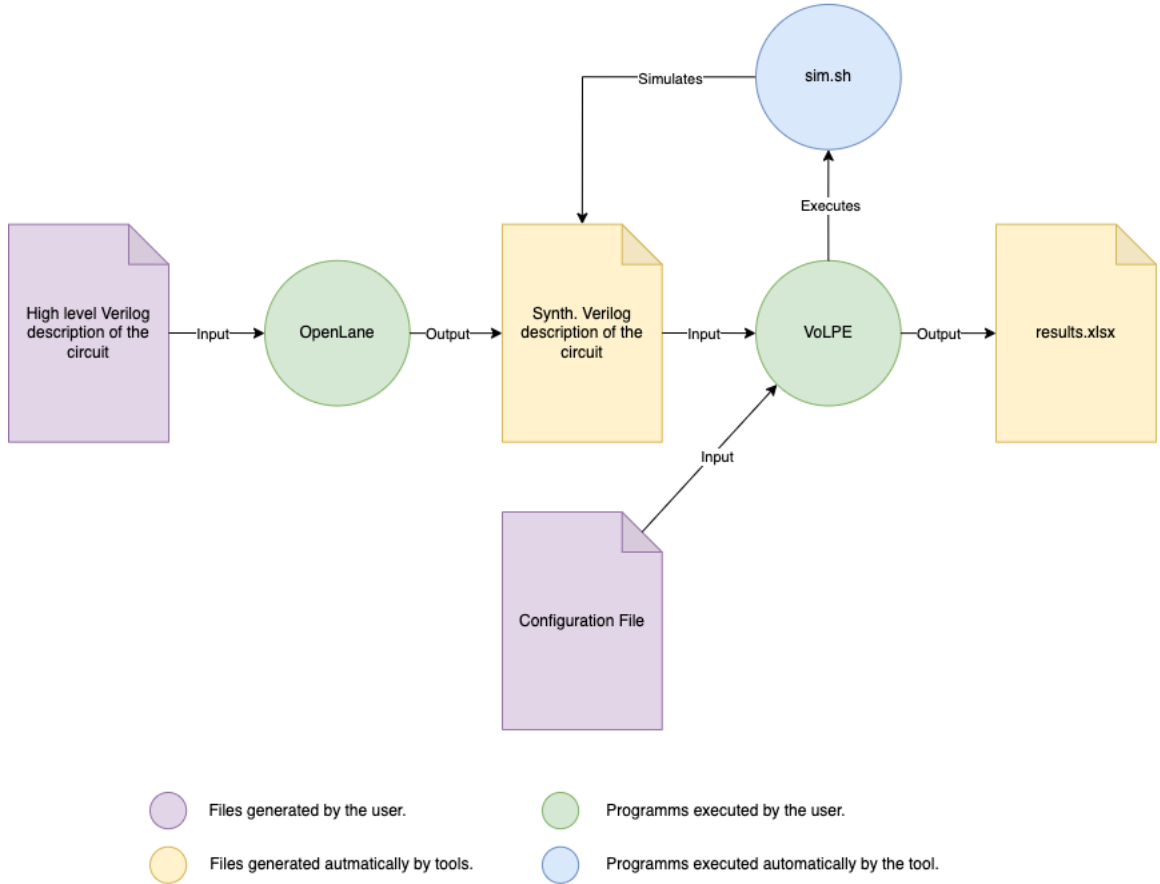 sim.sh
Simulates
Executes
High level Verilog
description of the
circuit
Input
OpenLane
Output
Synth. Verilog
description of the
circuit
Input
VoLPE
Output
results.xlsx
Input
Configuration File
Files generated by the user.
Programms executed by the user.
Files generated autmatically by tools.
Programms executed automatically by the tool.